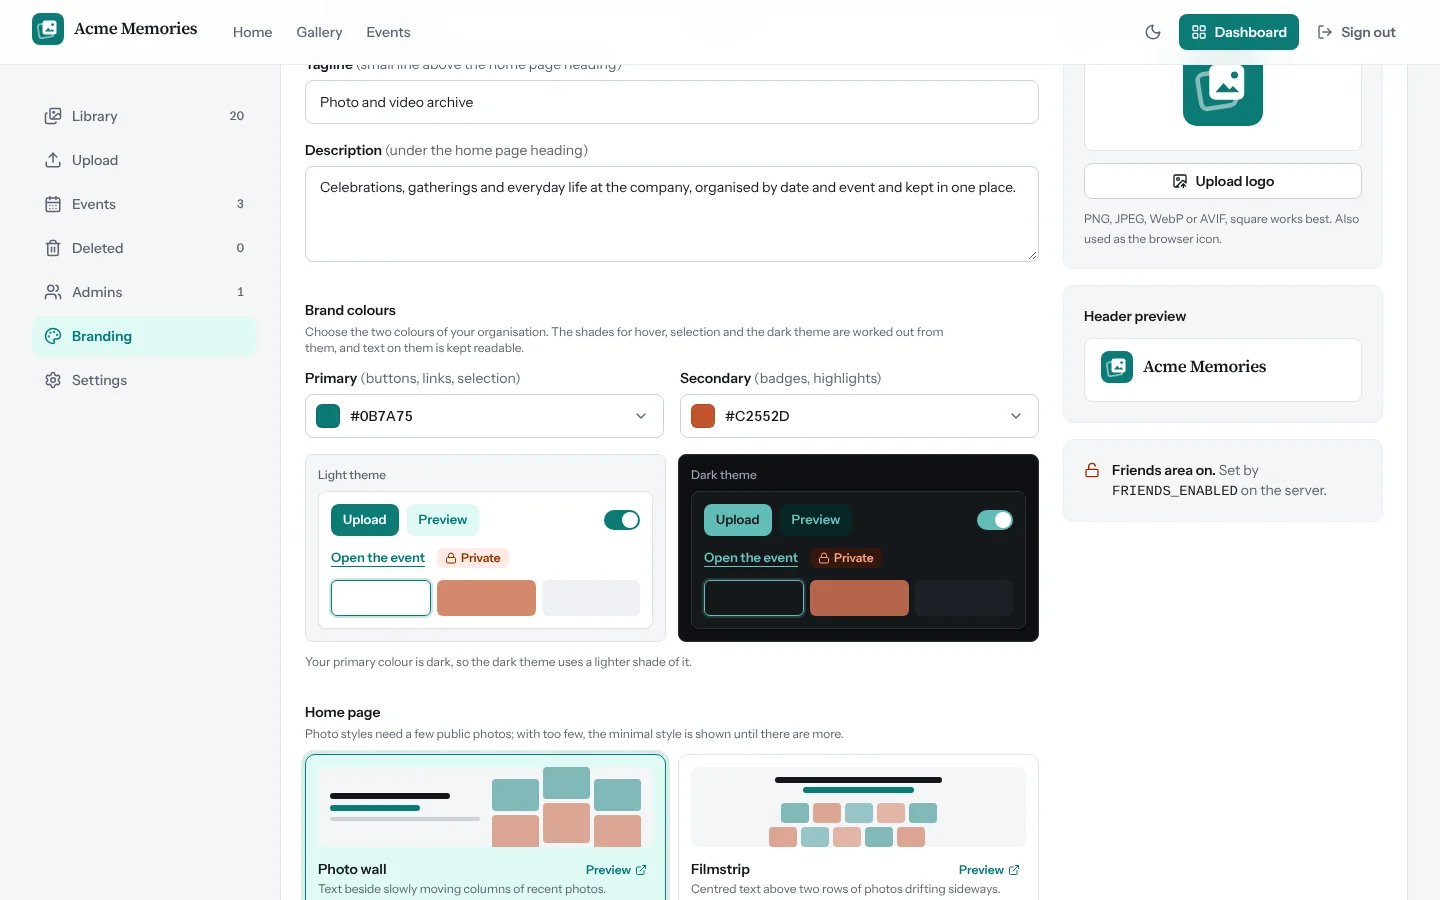 Acme Memories
Home
Gallery
Events
Dashboard
Sign out
Library 20
Upload
Events 3
Deleted 0
Admins 1
Branding
Settings
Tagline (small line above the home page heading)
Photo and video archive
Description (under the home page heading)
Celebrations, gatherings and everyday life at the company, organised by date and event and kept in one place.
Brand colours
Choose the two colours of your organisation. The shades for hover, selection and the dark theme are worked out from
them, and text on them is kept readable.
Primary (buttons, links, selection)
#0B7A75
Secondary (badges, highlights)
#C2552D
Light theme
Upload
Preview
Open the event
Private
Dark theme
Upload
Preview
Open the event
Private
Your primary colour is dark, so the dark theme uses a lighter shade of it.
Home page
Photo styles need a few public photos; with too few, the minimal style is shown until there are more.
Photo wall
Preview
Text beside slowly moving columns of recent photos.
Filmstrip
Preview
Centred text above two rows of photos drifting sideways.
Upload logo
PNG, JPEG, WebP or AVIF, square works best. Also
used as the browser icon.
Header preview
Acme Memories
Friends area on. Set by
FRIENDS_ENABLED on the server.